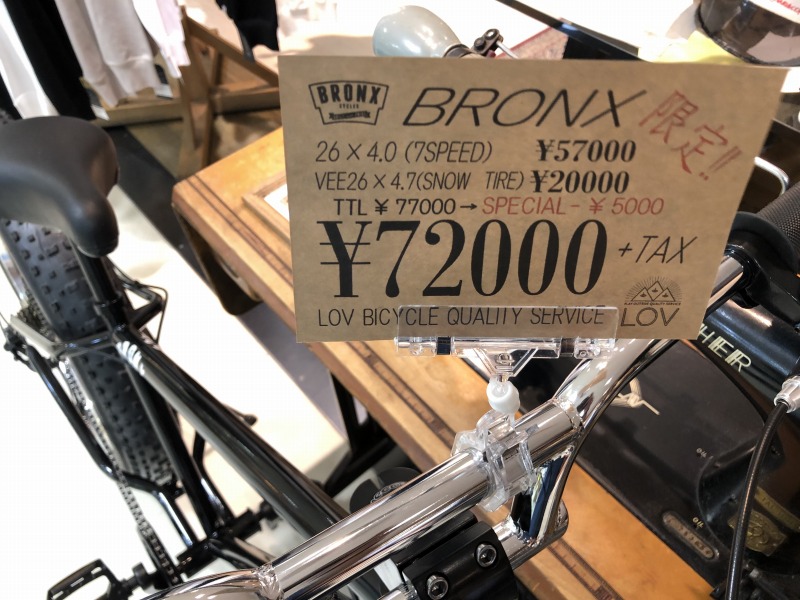 BRONX
CYCLES
BRONX
限定!!
26×4.0(7SPEED) ¥57000
VEE26×4.7(SNOW TIRE) ¥20000
TTL ¥77000→SPECIAL-¥5000
¥72000+TAX
LOV BICYCLE QUALITY SERVICE
LOV
HER